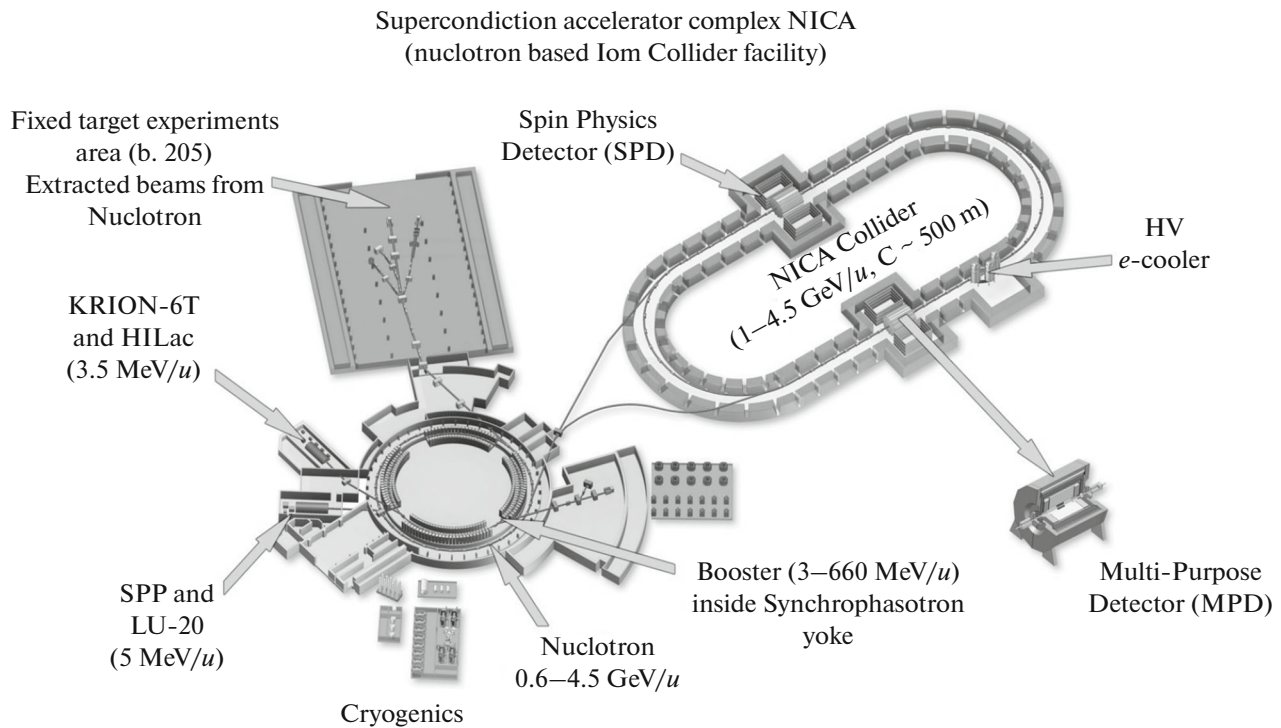 Supercondiction accelerator complex NICA
(nuclotron based Iom Collider facility)
Fixed target experiments
area (b. 205)
Extracted beams from
Nuclotron
Spin Physics
Detector (SPD)
NICA Collider
(1–4.5 GeV/u, C ~ 500 m)
HV
e-cooler
KRION-6T
and HILac
(3.5 MeV/u)
SPP and
LU-20
(5 MeV/u)
Cryogenics
Nuclotron
0.6–4.5 GeV/u
Booster (3–660 MeV/u)
inside Synchrophasotron
yoke
Multi-Purpose
Detector (MPD)